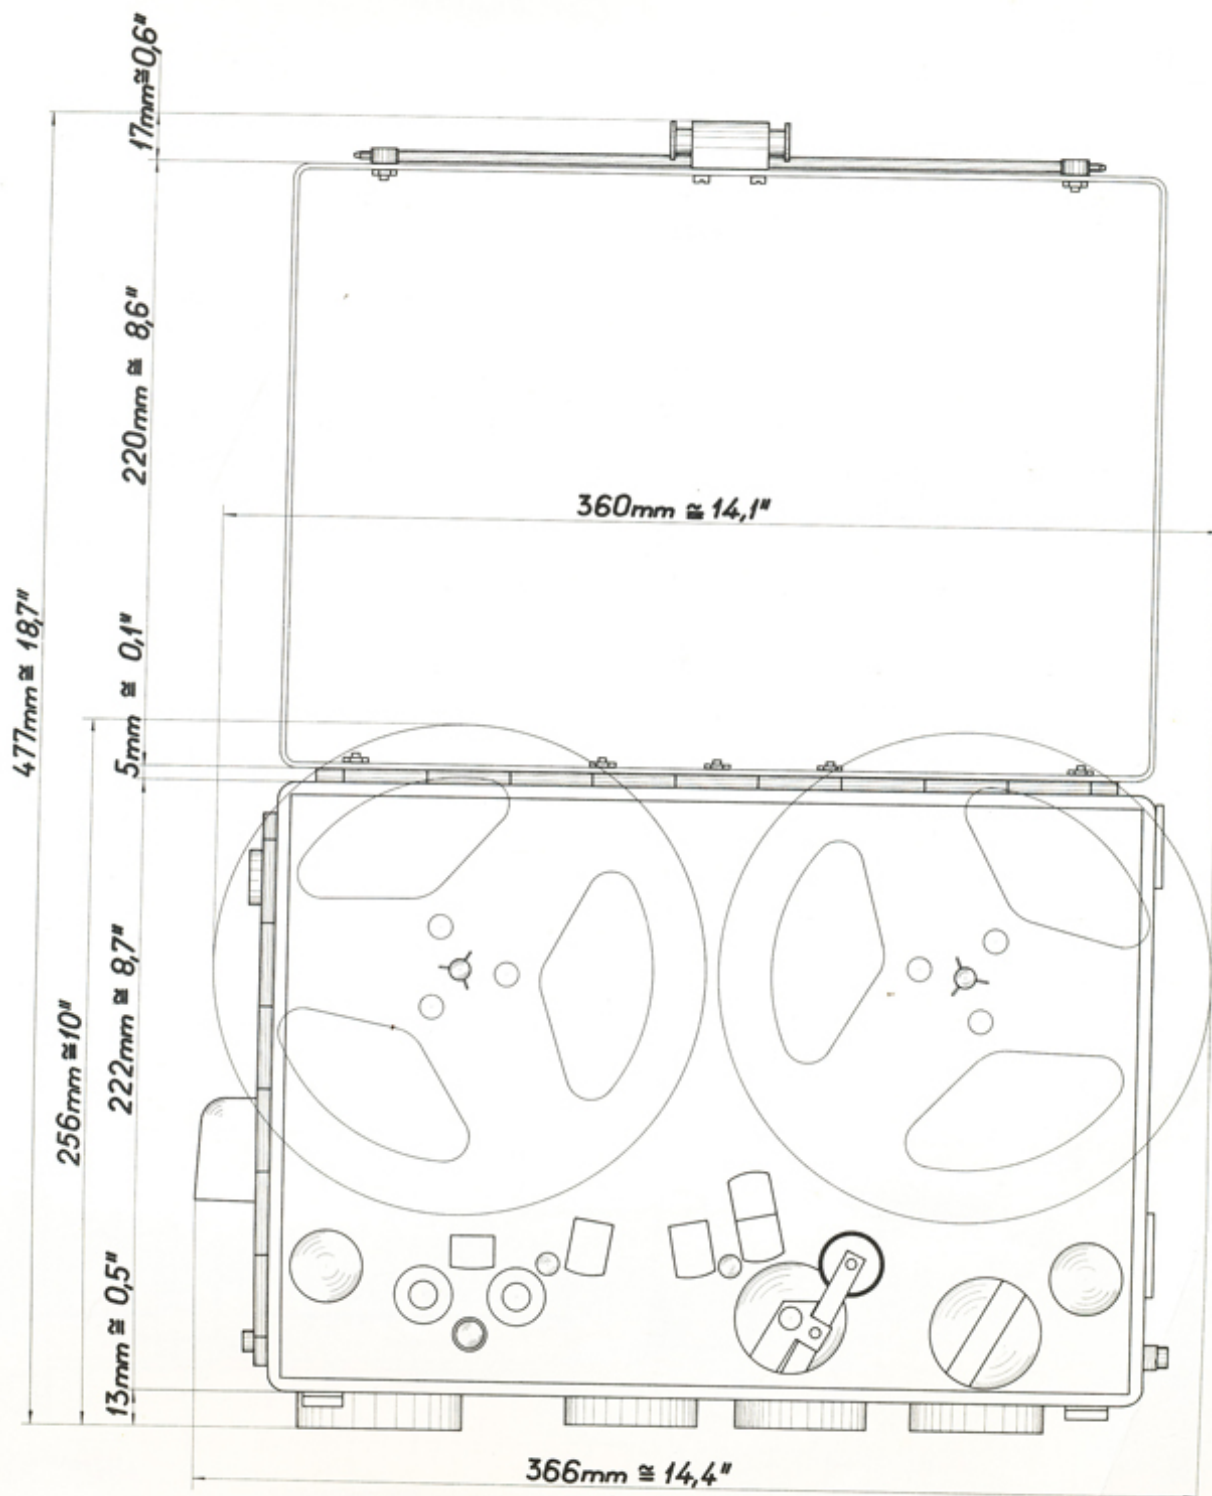 17mm≅0,6"
220mm ≅ 8,6"
360mm ≅ 14,1"
5mm ≅ 0,1"
477mm ≅ 18,7"
222mm ≅ 8,7"
256mm ≅ 10"
13mm ≅ 0,5"
366mm ≅ 14,4"